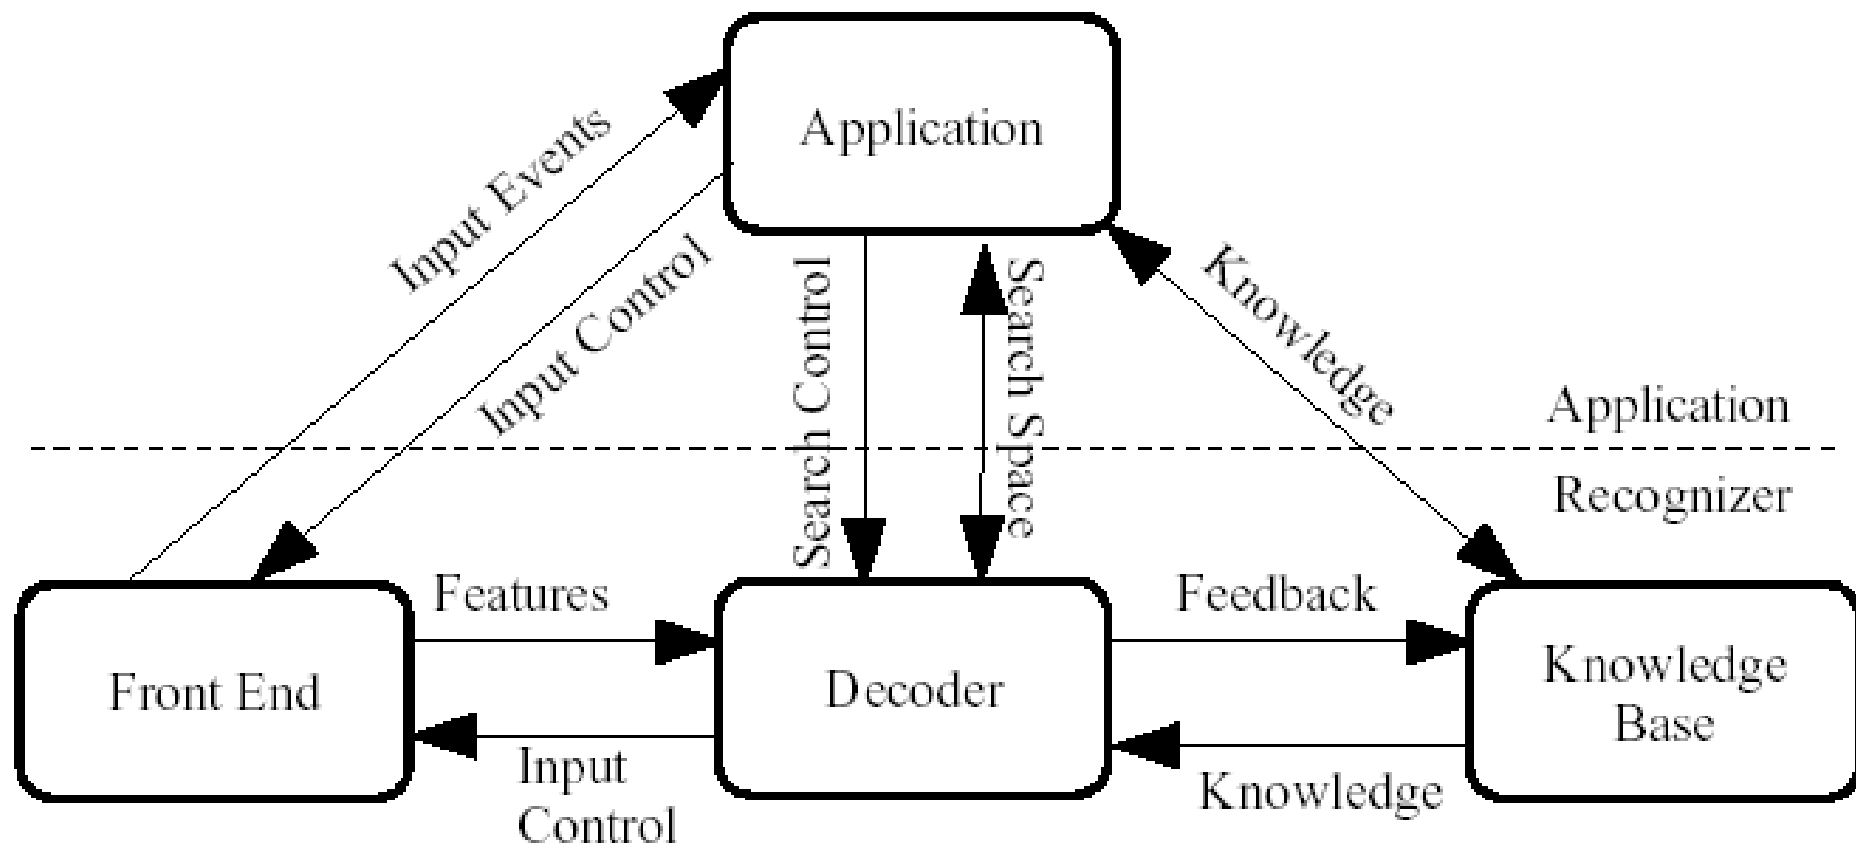 Application
Input Events
Input Control
Search Control
Search Space
Knowledge
Application
Recognizer
Features
Feedback
Front End
Decoder
Knowledge
Base
Input
Control
Knowledge